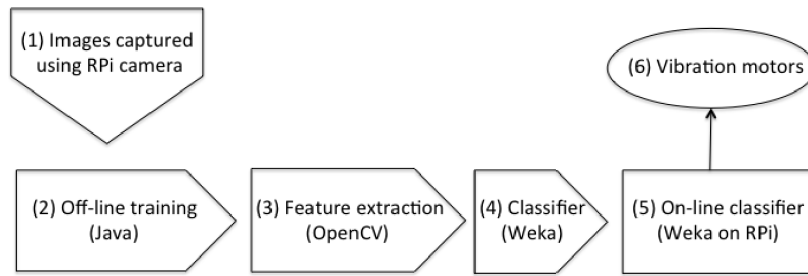 (1) Images captured
using RPi camera
(6) Vibration motors
(2) Off-line training
(Java)
(3) Feature extraction
(OpenCV)
(4) Classifier
(Weka)
(5) On-line classifier
(Weka on RPi)